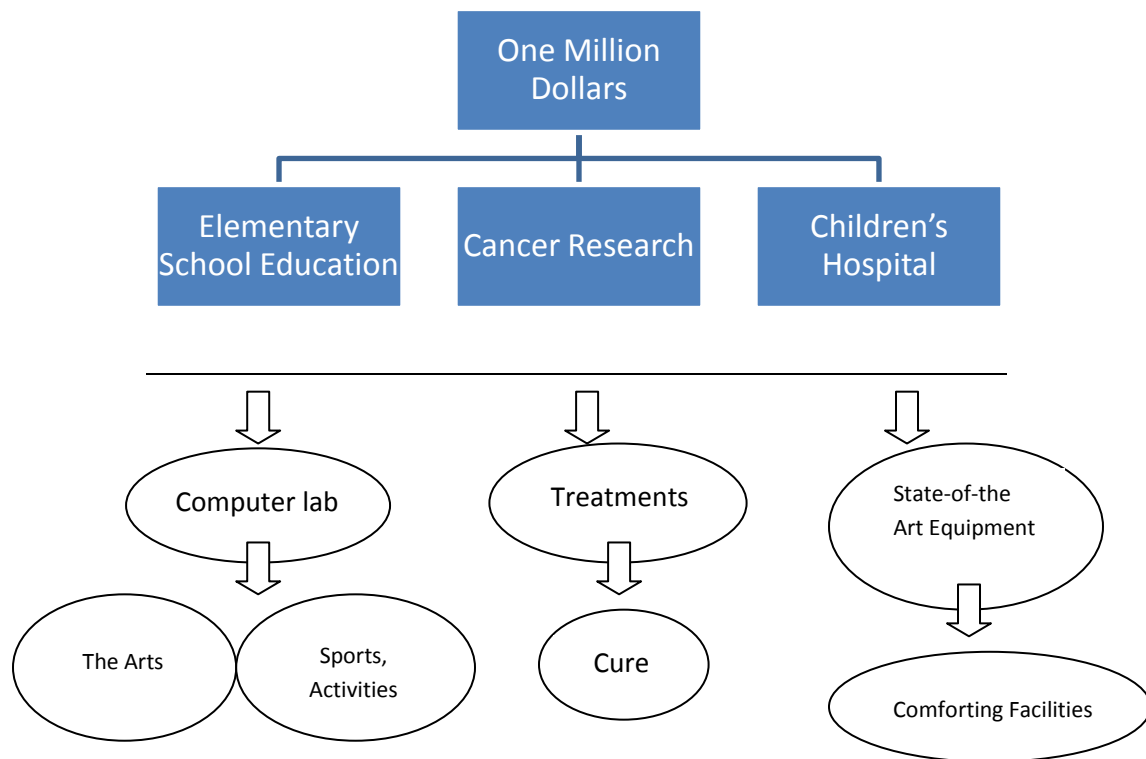 One Million
Dollars
Elementary
School Education
Cancer Research
Children’s
Hospital
Computer lab
Treatments
State-of-the
Art Equipment
The Arts
Sports,
Activities
Cure
Comforting Facilities